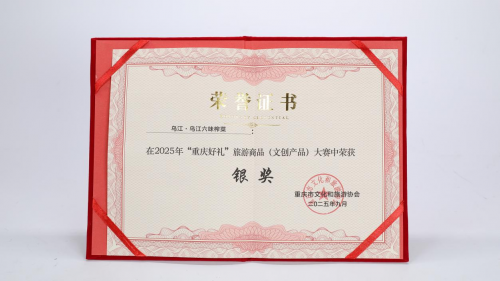 荣誉证书
乌江·乌江六味榨菜：
在2025年“重庆好礼”旅游商品（文创产品）大赛中荣获
银奖
重庆市文化和旅游协会
二〇二五年九月